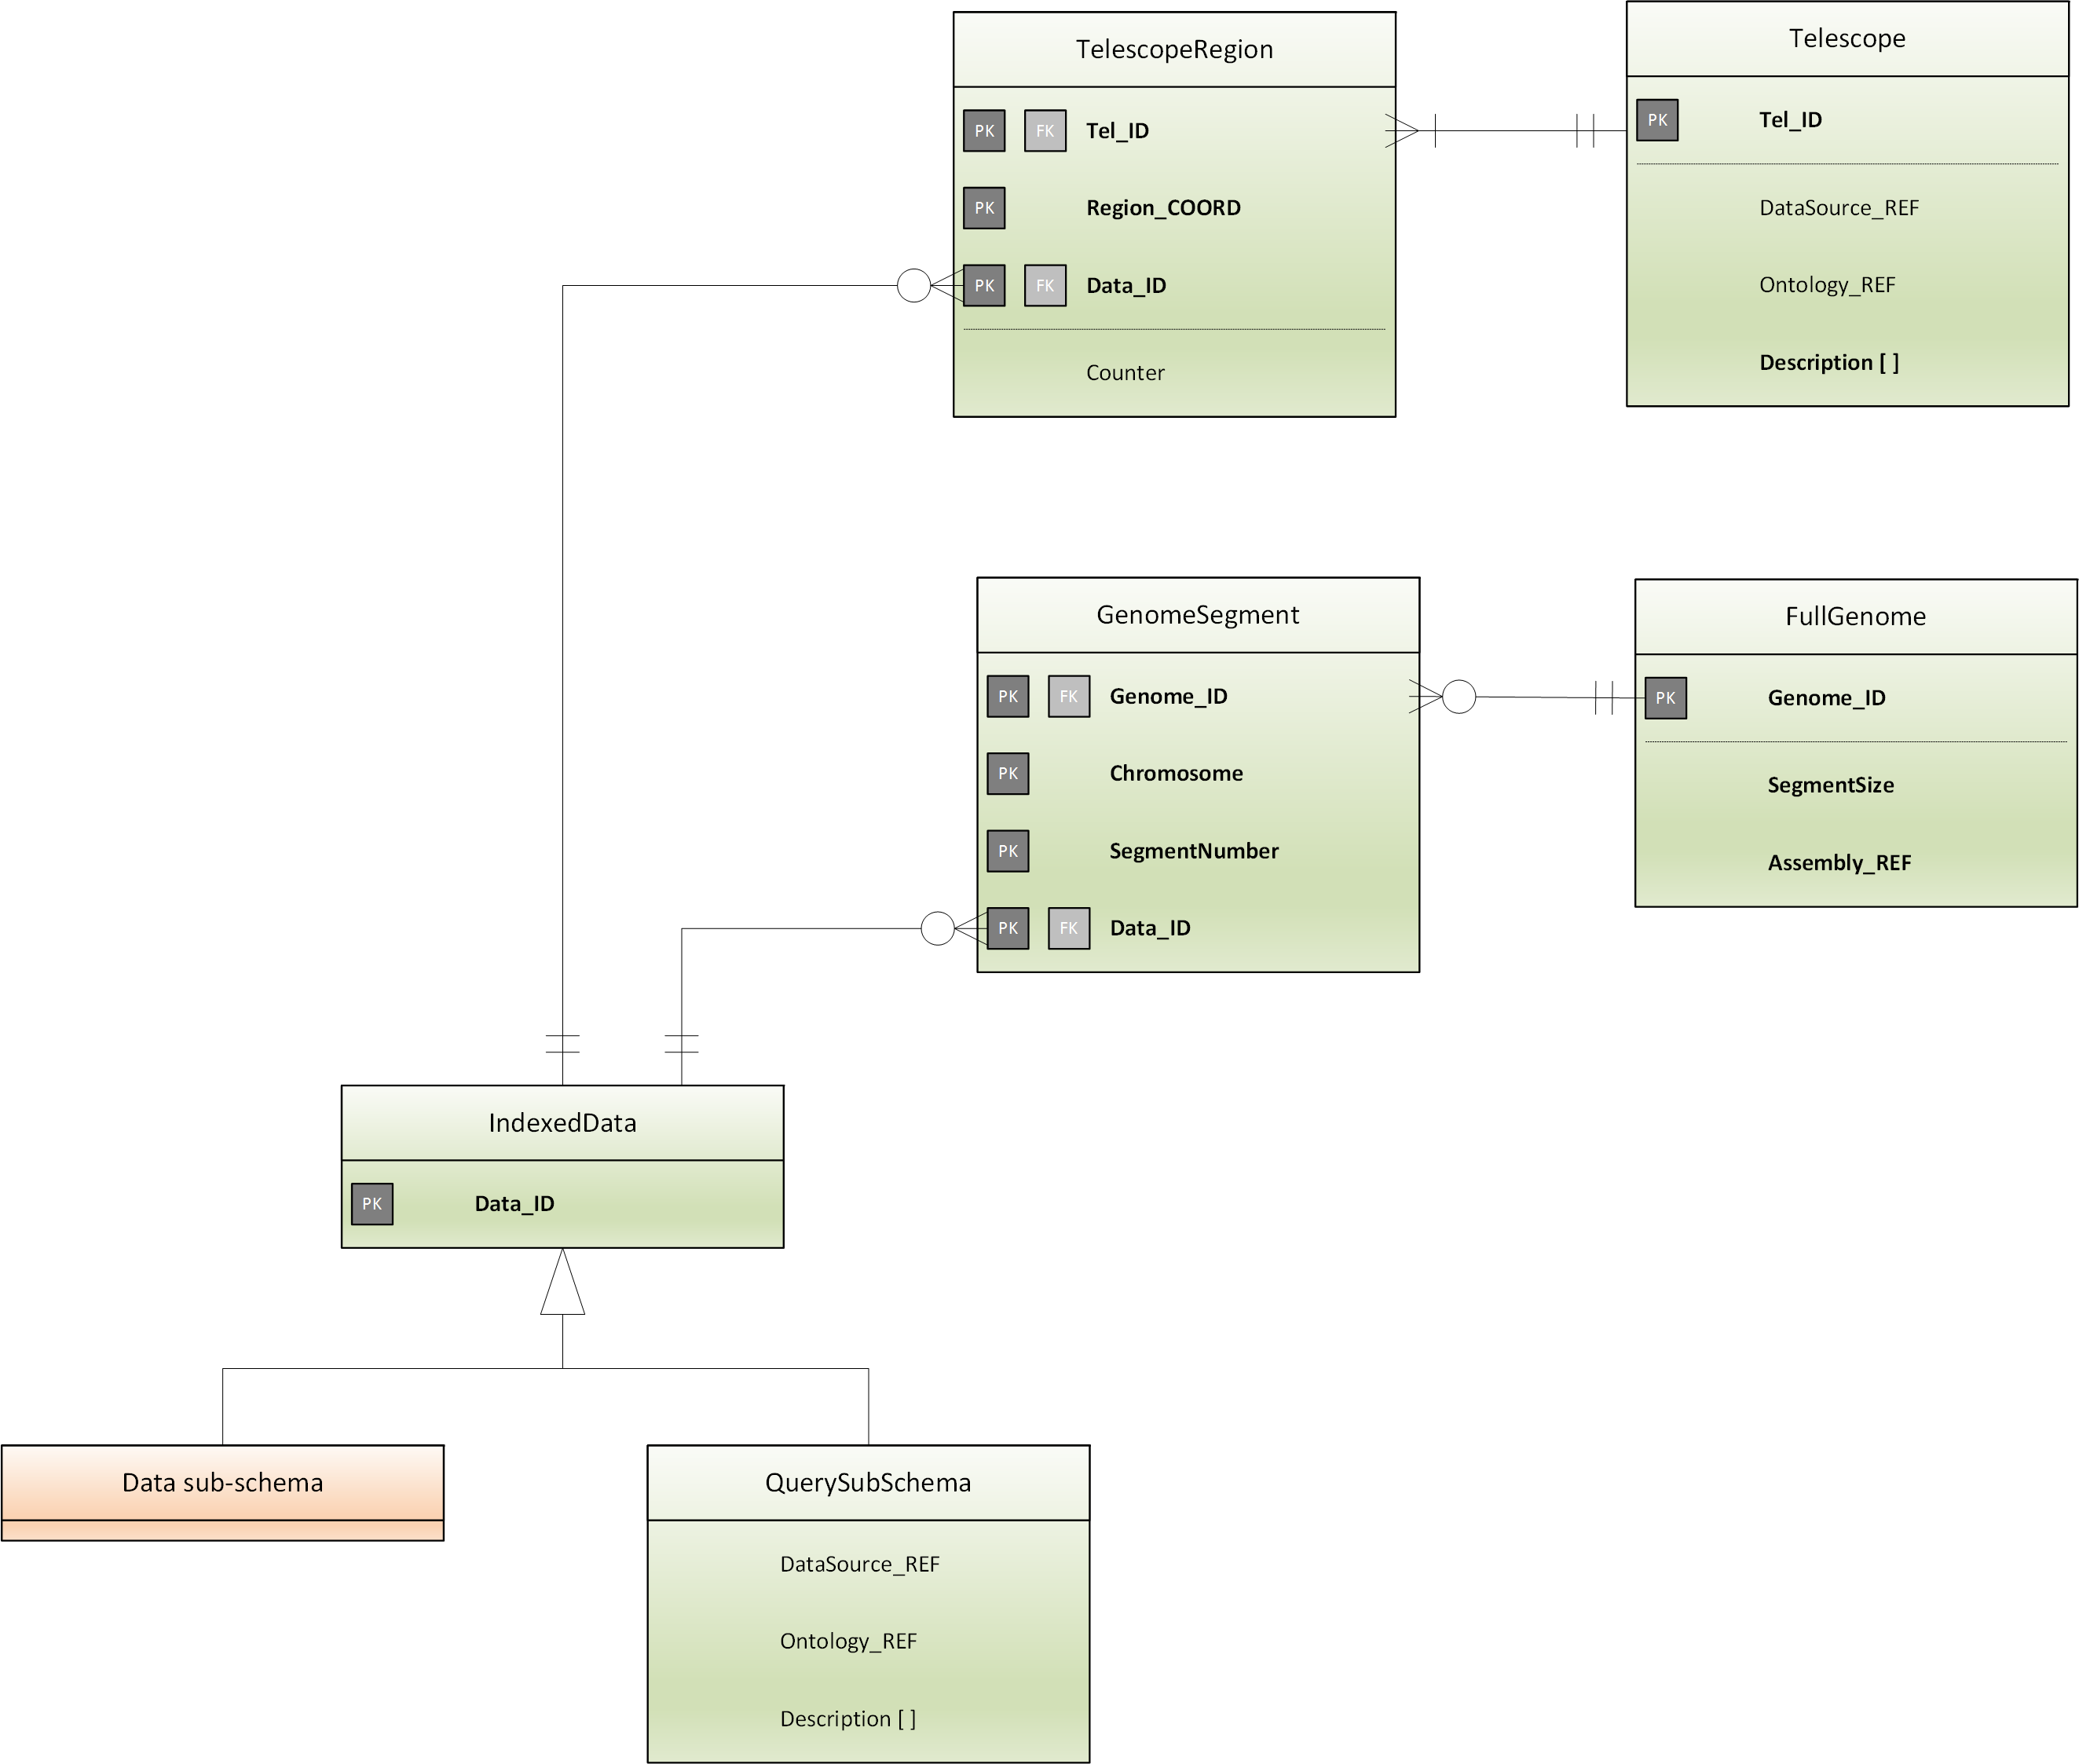 TelescopeRegion
PK FK Tel_ID
PK Region_COORD
PK FK Data_ID
Counter
Telescope
PK Tel_ID
DataSource_REF
Ontology_REF
Description [ ]
GenomeSegment
PK FK Genome_ID
PK Chromosome
PK SegmentNumber
PK FK Data_ID
FullGenome
PK Genome_ID
SegmentSize
Assembly_REF
IndexedData
PK Data_ID
Data sub-schema
QuerySubSchema
DataSource_REF
Ontology_REF
Description [ ]